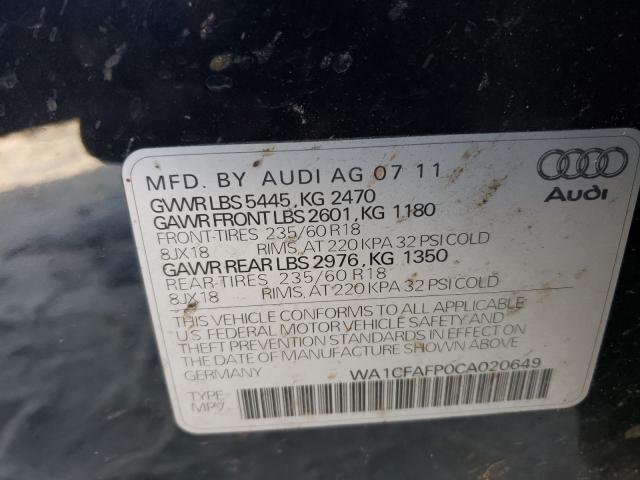 MFD. BY AUDI AG 07 11
GVWR LBS 5445, KG 2470
GAWR FRONT LBS 2601, KG 1180
FRONT-TIRES 235/60 R18
8JX18 RIMS, AT 220 KPA 32 PSI COLD
GAWR REAR LBS 2976, KG 1350
REAR-TIRES 235/60 R18
8JX18 RIMS, AT 220 KPA 32 PSI COLD
THIS VEHICLE CONFORMS TO ALL APPLICABLE
U.S. FEDERAL MOTOR VEHICLE SAFETY AND
THEFT PREVENTION STANDARDS IN EFFECT ON
THE DATE OF MANUFACTURE SHOWN ABOVE.
GERMANY WA1CFAFP0CA020649
TYPE:
MPV
Audi